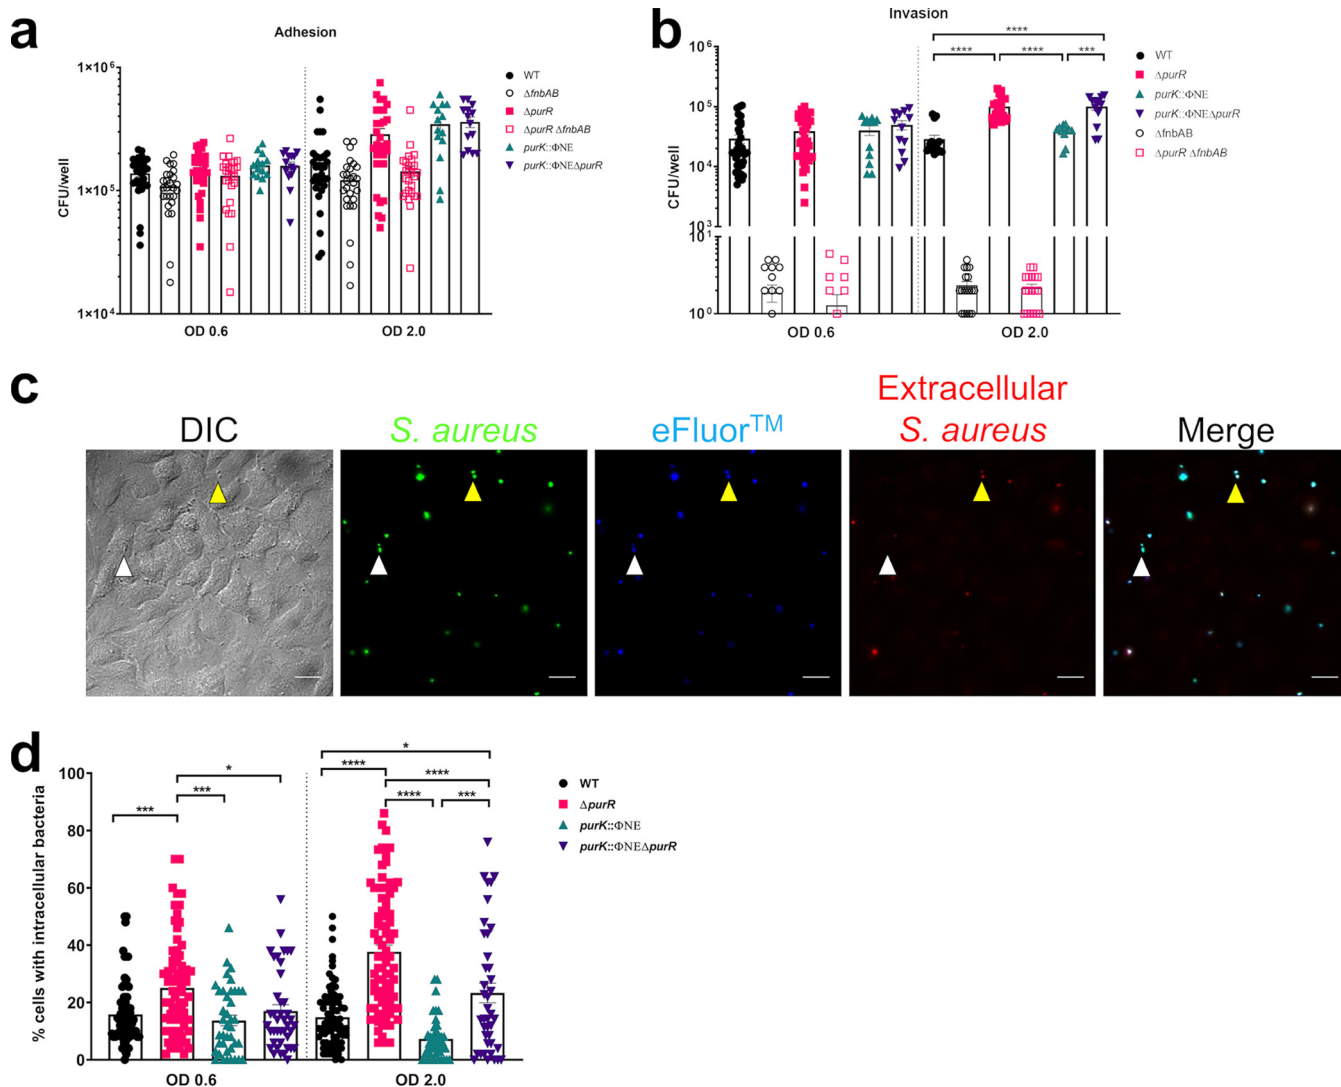 a
Adhesion
CFU/well
1×10⁶
1×10⁵
1×10⁴
OD 0.6
OD 2.0
WT
ΔfnbAB
ΔpurR
ΔpurR ΔfnbAB
purK::ΦNE
purK::ΦNEΔpurR
b
Invasion
****
****
****
***
CFU/well
10⁶
10⁵
10⁴
10³
10¹
10⁰
OD 0.6
OD 2.0
WT
ΔpurR
purK::ΦNE
purK::ΦNEΔpurR
ΔfnbAB
ΔpurR ΔfnbAB
c
DIC
S. aureus
eFluor™
Extracellular
S. aureus
Merge
d
% cells with intracellular bacteria
100
80
60
40
20
0
***
***
*
****
*
****
****
***
OD 0.6
OD 2.0
WT
ΔpurR
purK::ΦNE
purK::ΦNEΔpurR